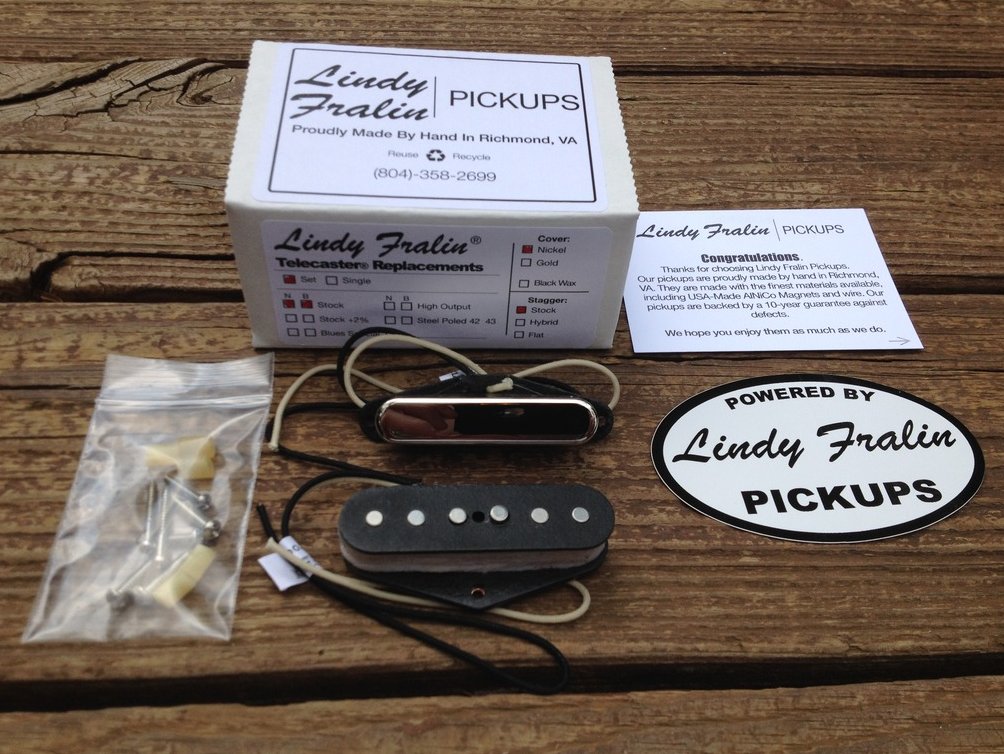 Lindy
Fralin
PICKUPS
Proudly Made By Hand In Richmond, VA
Reuse Recycle
(804)-358-2699
Lindy Fralin®
Telecaster® Replacements
Set Single
N B
Stock
Stock +2%
Blues
N B
High Output
Steel Poled 42 43
Cover:
Nickel
Gold
Black Wax
Stagger:
Stock
Hybrid
Flat
Lindy Fralin PICKUPS
Congratulations.
Thanks for choosing Lindy Fralin Pickups.
Our pickups are proudly made by hand in Richmond,
VA. They are made with the finest materials available,
including USA-Made AlNiCo Magnets and wire. Our
pickups are backed by a 10-year guarantee against
defects.
We hope you enjoy them as much as we do.
POWERED BY
Lindy Fralin
PICKUPS